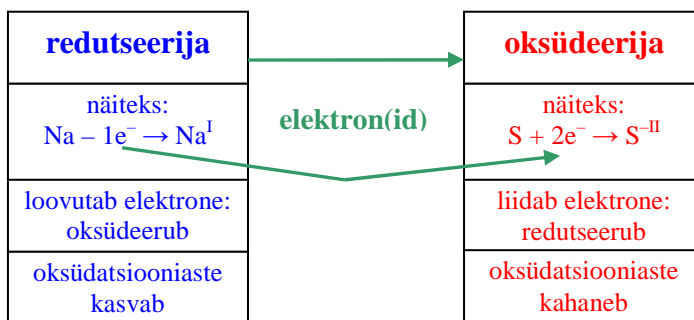 redutseerija
näiteks:
Na – 1e⁻ → Naᴵ
loovutab elektrone:
oksüdeerub
oksüdatsiooniaste
kasvab
elektron(id)
oksüdeerija
näiteks:
S + 2e⁻ → S⁻ᴵᴵ
liidab elektrone:
redutseerub
oksüdatsiooniaste
kahaneb